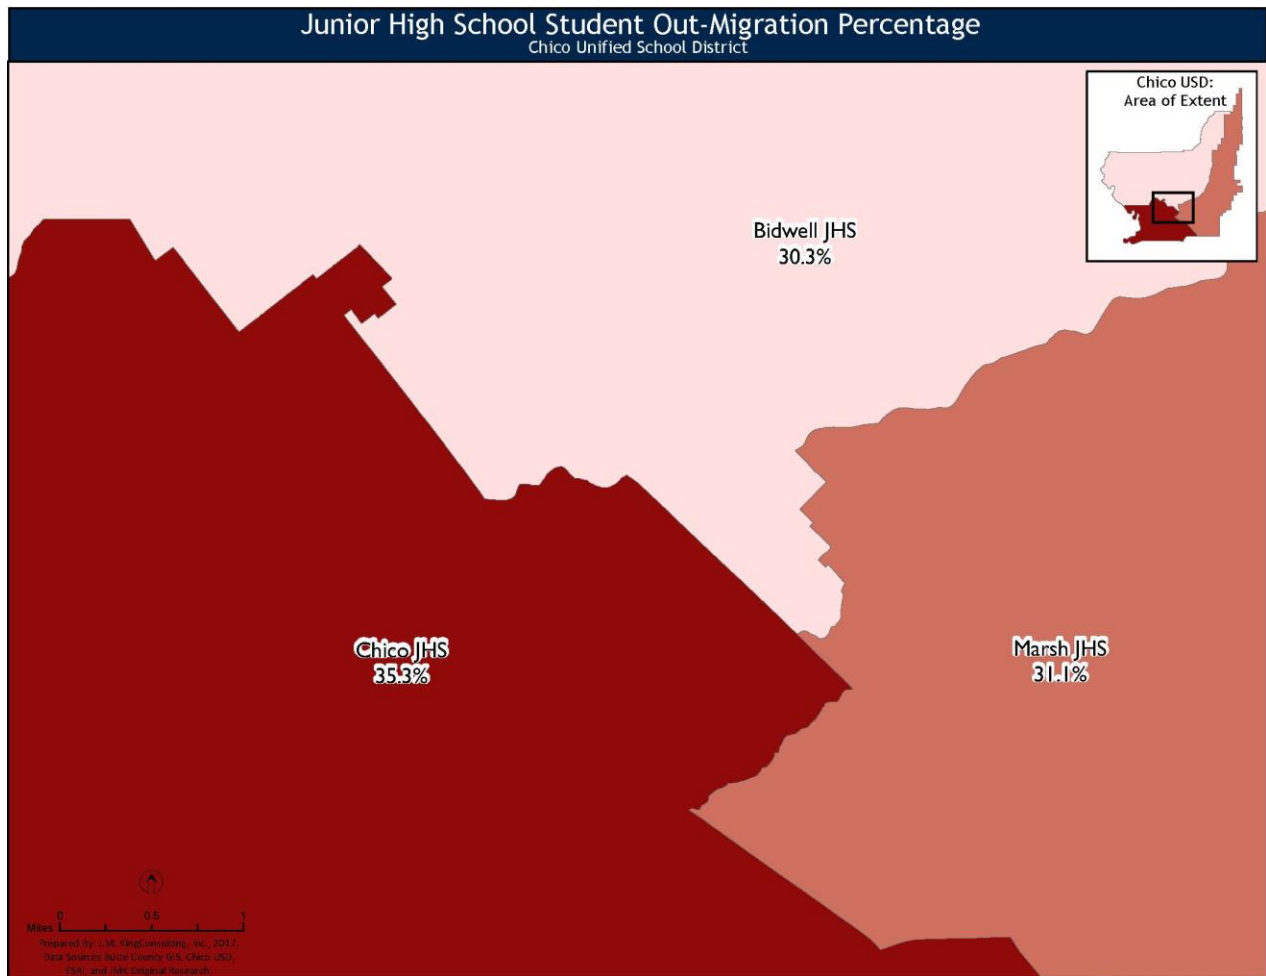 Junior High School Student Out-Migration Percentage
Chico Unified School District
Chico USD:
Area of Extent
Bidwell JHS
30.3%
Chico JHS
35.3%
Marsh JHS
31.1%
0 0.5 1
Miles
Prepared By: J.M. KingConsulting, Inc., 2017.
Data Sources Butte County GIS, Chico USD,
ESRI, and JMK Original Research.